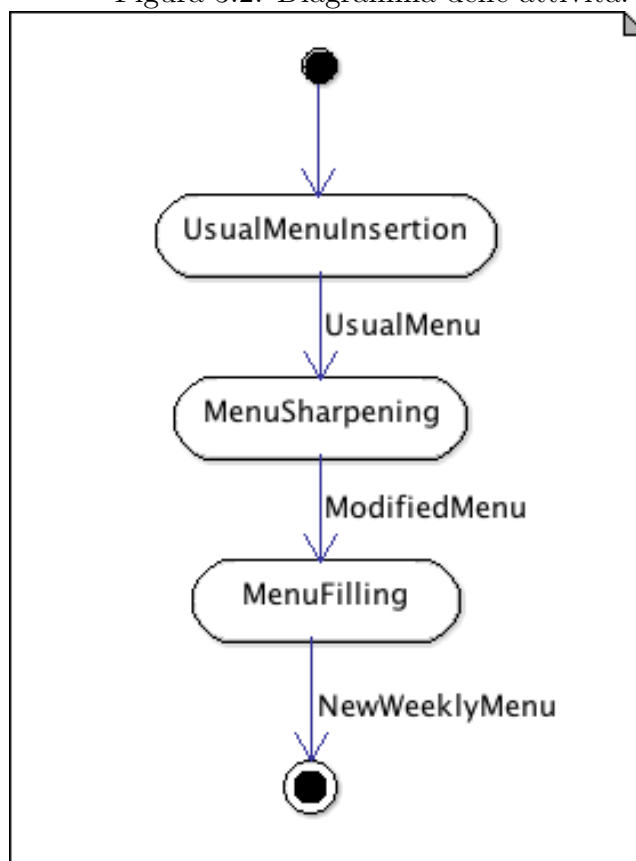 Figura 3.2: Diagramma delle attività.
UsualMenuInsertion
UsualMenu
MenuSharpening
ModifiedMenu
MenuFilling
NewWeeklyMenu